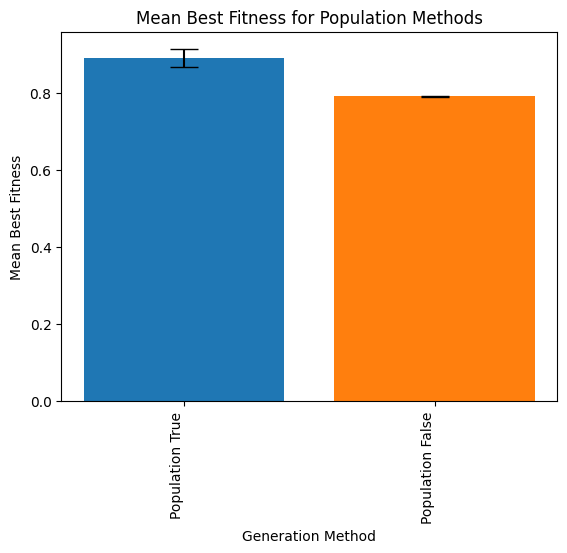 Mean Best Fitness for Population Methods
Mean Best Fitness
0.8
0.6
0.4
0.2
0.0
Population True
Population False
Generation Method